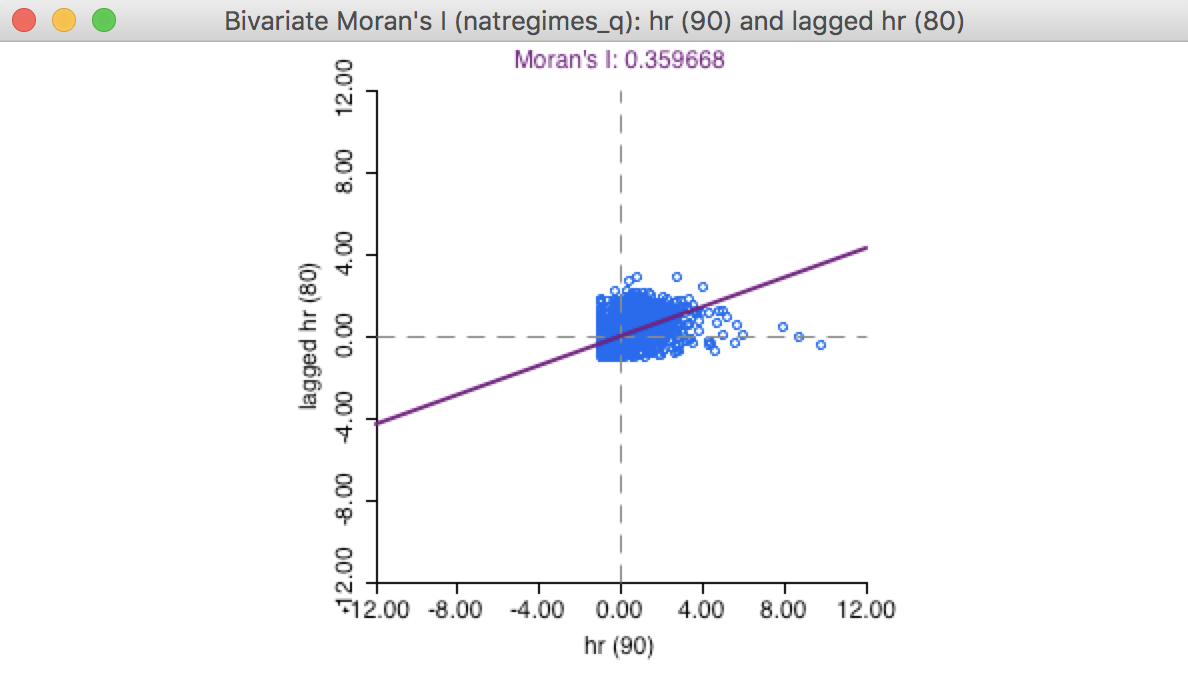 Bivariate Moran's I (natregimes_q): hr (90) and lagged hr (80)
Moran's I: 0.359668
12.00
8.00
4.00
0.00
-4.00
-8.00
-12.00
lagged hr (80)
-12.00 -8.00 -4.00 0.00 4.00 8.00 12.00
hr (90)